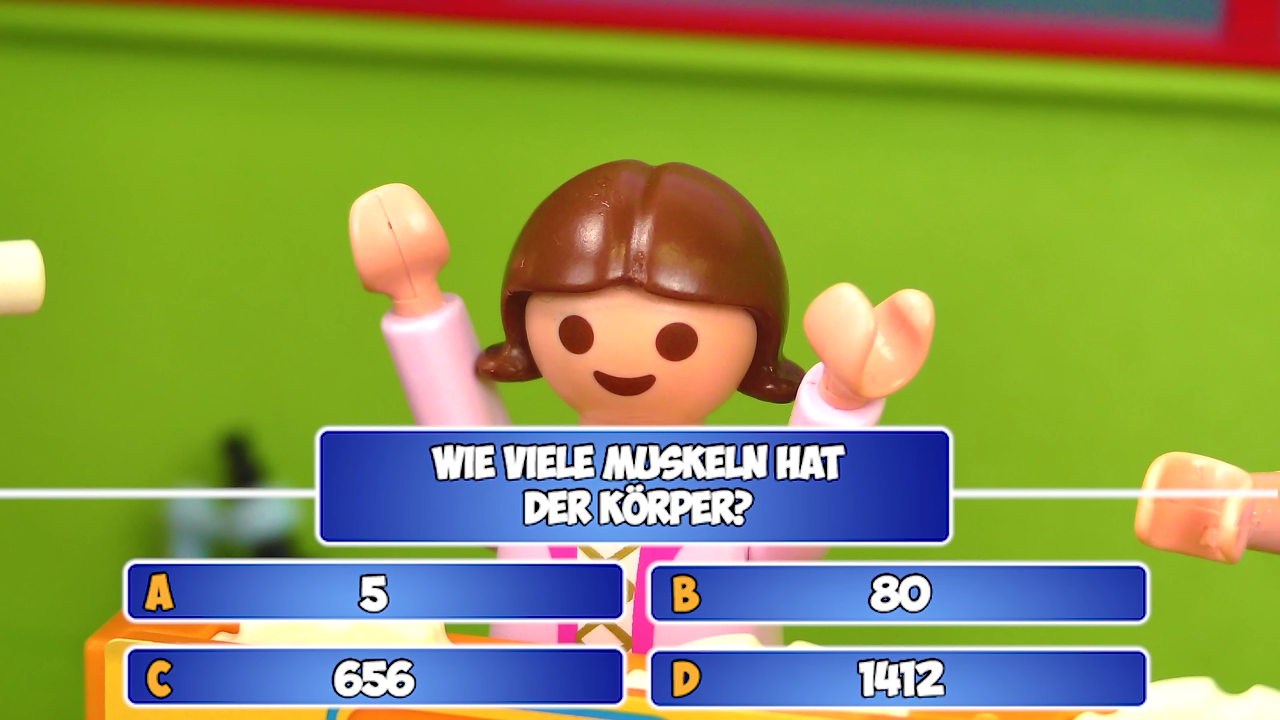 WIE VIELE MUSKELN HAT
DER KÖRPER?
A 5
B 80
C 656
D 1412